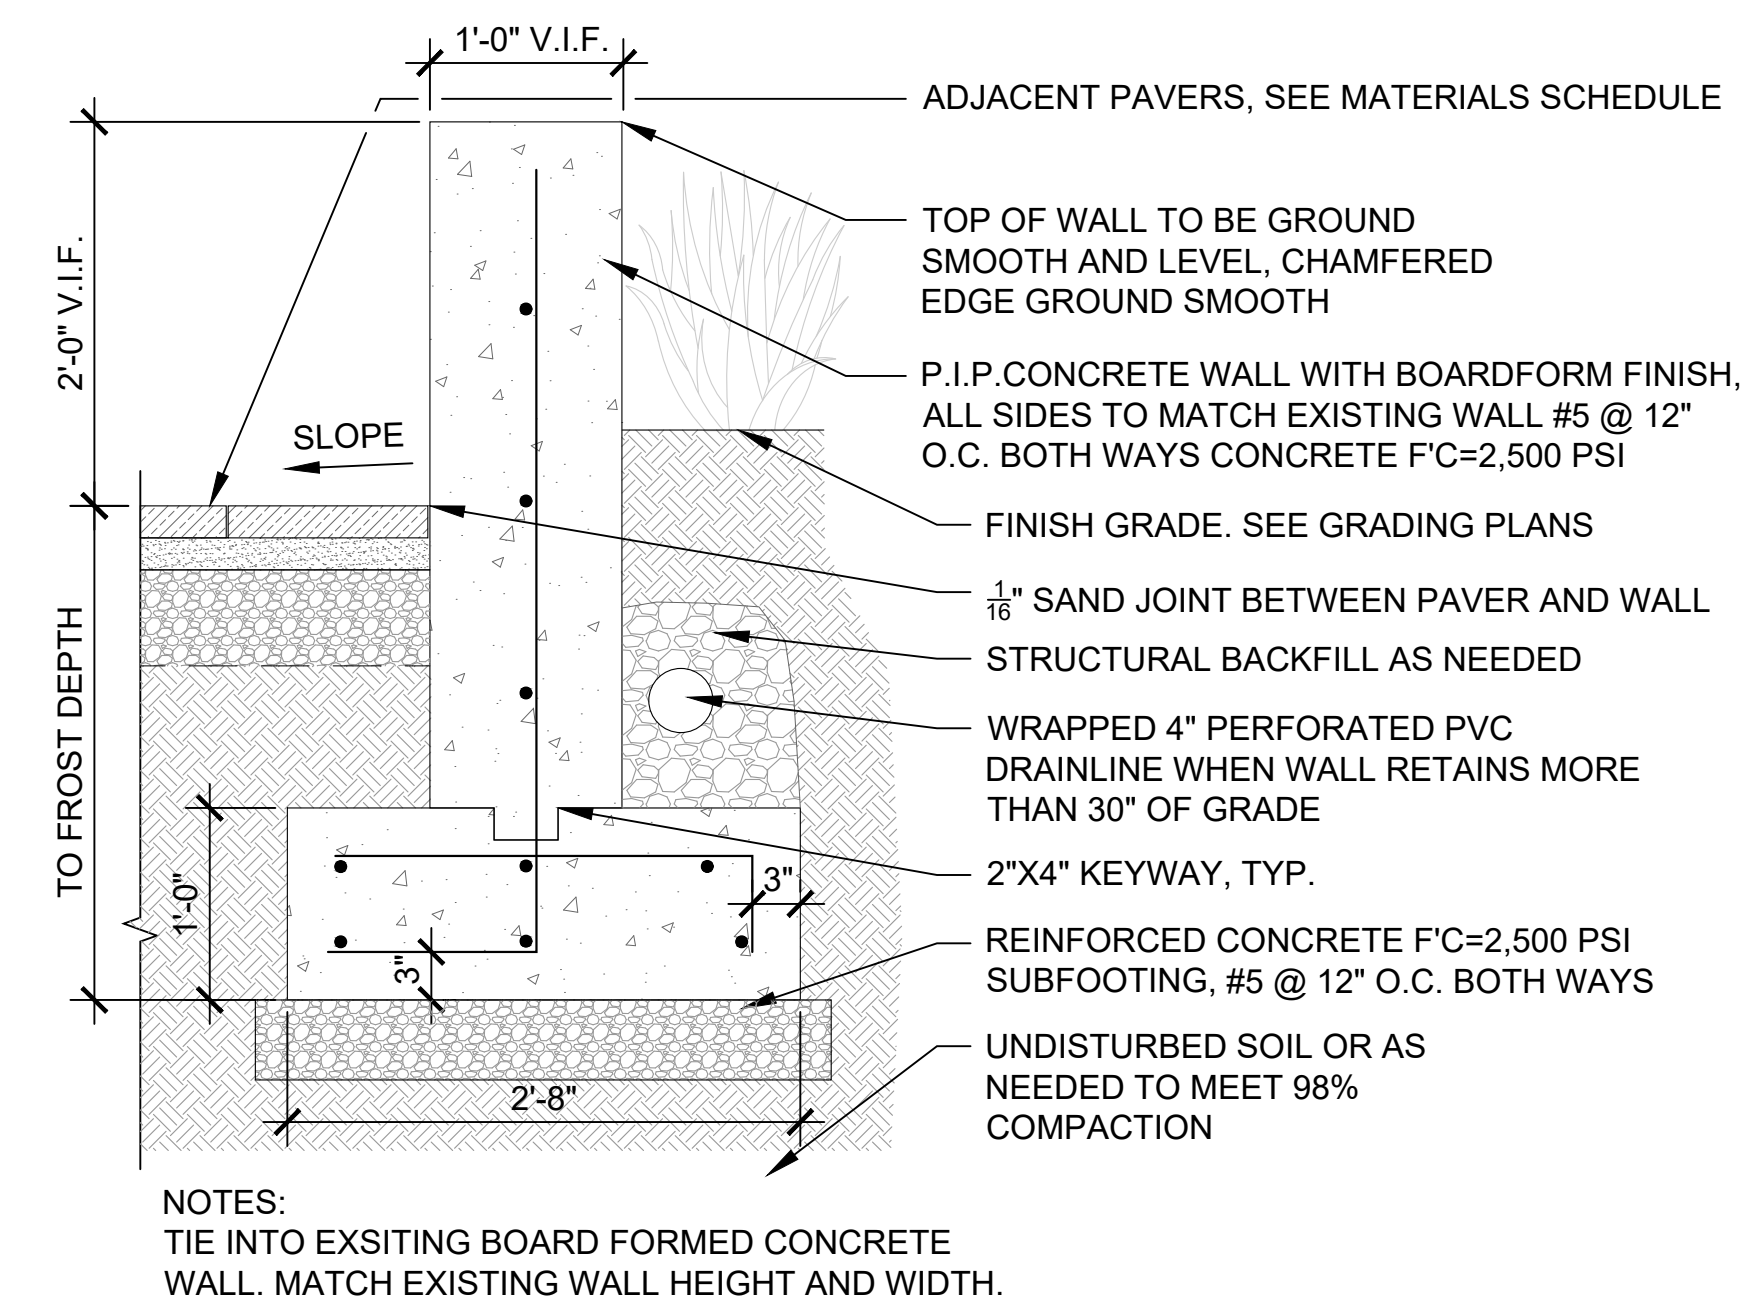 1'-0" V.I.F.
ADJACENT PAVERS, SEE MATERIALS SCHEDULE
TOP OF WALL TO BE GROUND
SMOOTH AND LEVEL, CHAMFERED
EDGE GROUND SMOOTH
2'-0" V.I.F.
P.I.P.CONCRETE WALL WITH BOARDFORM FINISH,
ALL SIDES TO MATCH EXISTING WALL #5 @ 12"
O.C. BOTH WAYS CONCRETE F'C=2,500 PSI
SLOPE
FINISH GRADE. SEE GRADING PLANS
1/16" SAND JOINT BETWEEN PAVER AND WALL
STRUCTURAL BACKFILL AS NEEDED
TO FROST DEPTH
WRAPPED 4" PERFORATED PVC
DRAINLINE WHEN WALL RETAINS MORE
THAN 30" OF GRADE
2"X4" KEYWAY, TYP.
1'-0"
3"
3"
REINFORCED CONCRETE F'C=2,500 PSI
SUBFOOTING, #5 @ 12" O.C. BOTH WAYS
UNDISTURBED SOIL OR AS
NEEDED TO MEET 98%
COMPACTION
2'-8"
NOTES:
TIE INTO EXSITING BOARD FORMED CONCRETE
WALL. MATCH EXISTING WALL HEIGHT AND WIDTH.